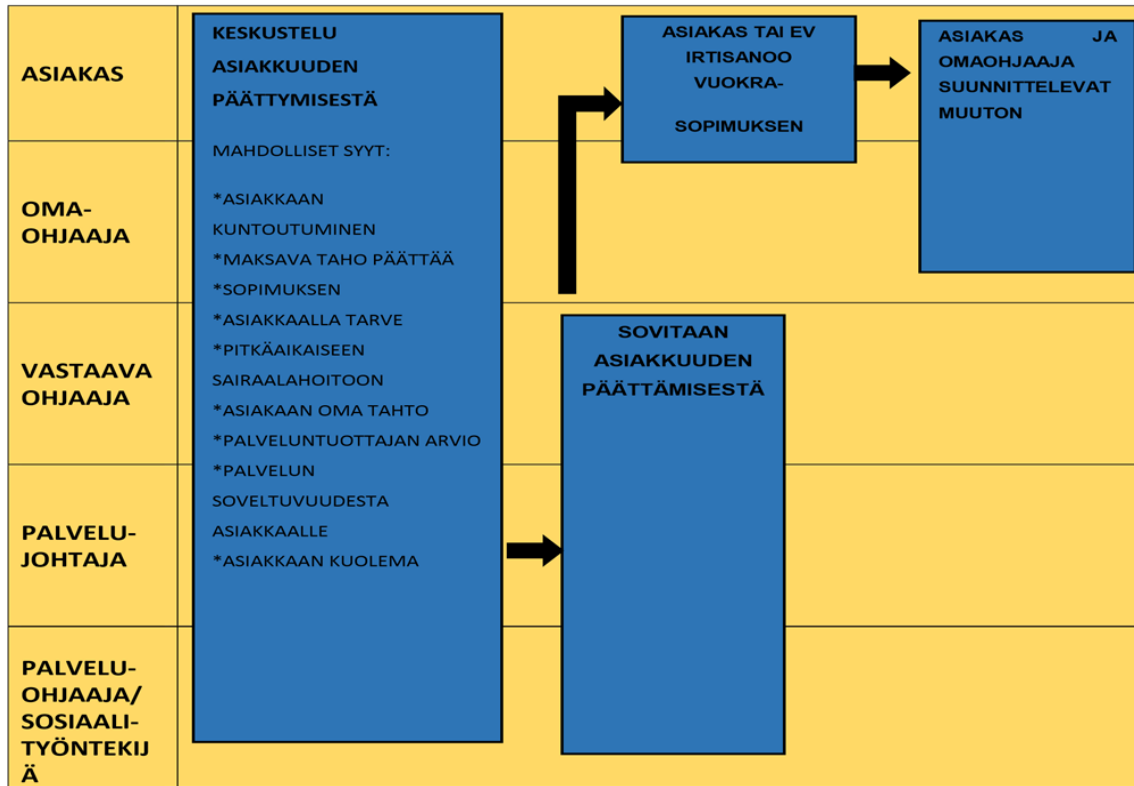 ASIAKAS
OMA-
OHJAAJA
VASTAAVA
OHJAAJA
PALVELU-
JOHTAJA
PALVELU-
OHJAAJA/
SOSIAALI-
TYÖNTEKIJ
Ä
KESKUSTELU
ASIAKKUUDEN
PÄÄTTYMISESTÄ
MAHDOLLISET SYYT:
*ASIAKKAAN
KUNTOUTUMINEN
*MAKSAVA TAHO PÄÄTTÄÄ
*SOPIMUKSEN
*ASIAKKAALLA TARVE
*PITKÄAIKAISEEN
SAIRAALAHOITOON
*ASIAKAAN OMA TAHTO
*PALVELUNTUOTTAJAN ARVIO
*PALVELUN
SOVELTUVUUDESTA
ASIAKKAALLE
*ASIAKKAAN KUOLEMA
SOVITAAN
ASIAKKUUDEN
PÄÄTTÄMISESTÄ
ASIAKAS TAI EV
IRTISANOO
VUOKRA-
SOPIMUKSEN
ASIAKAS JA
OMAOHJAAJA
SUUNNITTELEVAT
MUUTON